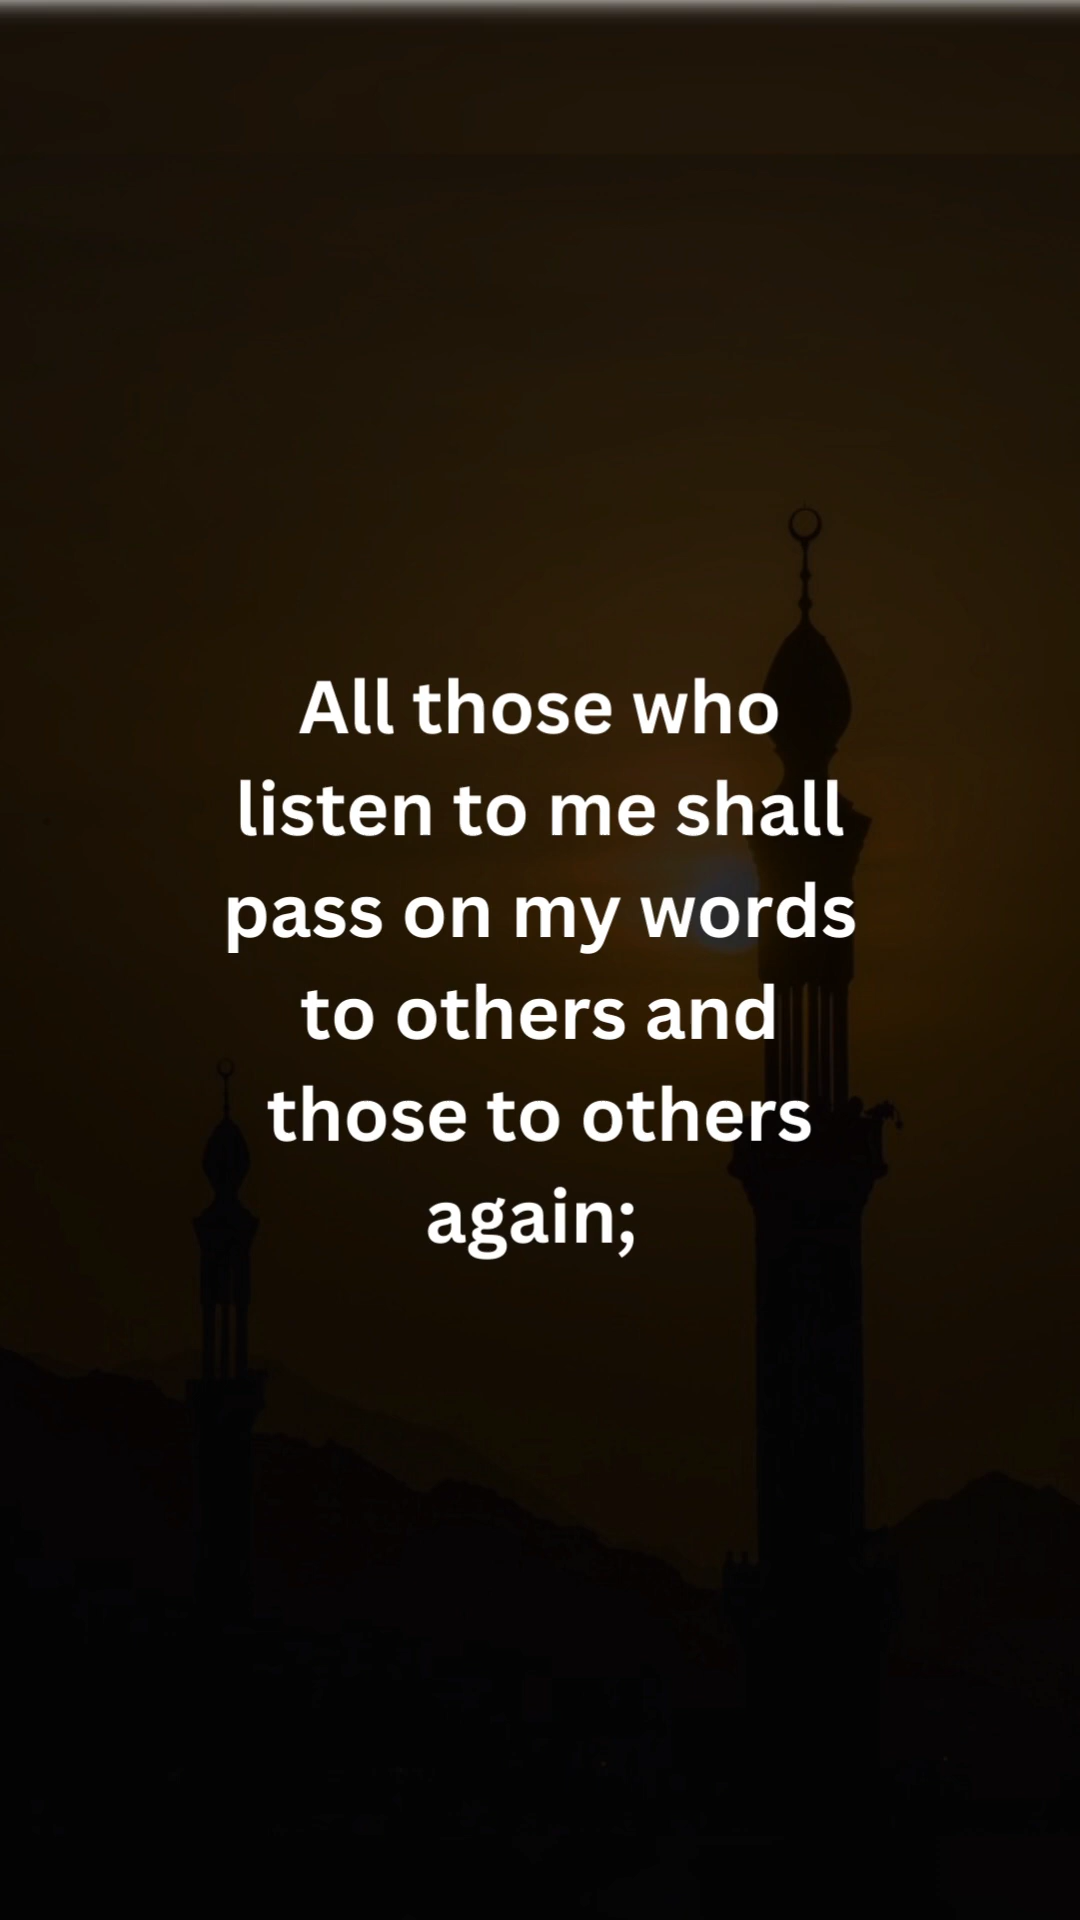 All those who
listen to me shall
pass on my words
to others and
those to others
again;